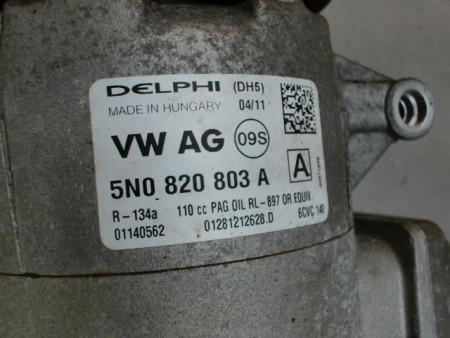 DELPHI (DH5)
MADE IN HUNGARY 04/11
VW AG 09S
5N0 820 803 A A
R-134a 110 cc PAG OIL RL-897 OR EQUIV.
01140562 01281212628.D 6CVC 140